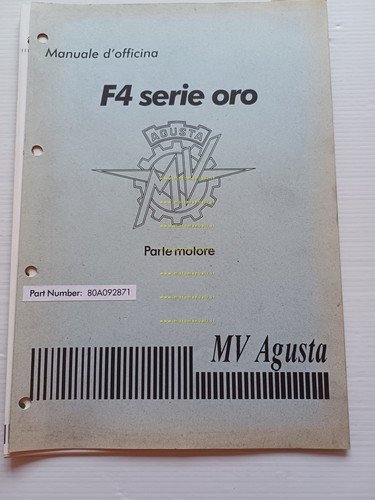 Manuale d'officina
F4 serie oro
AGUSTA
MV
Parte motore
Part Number: 80A092871
MV Agusta